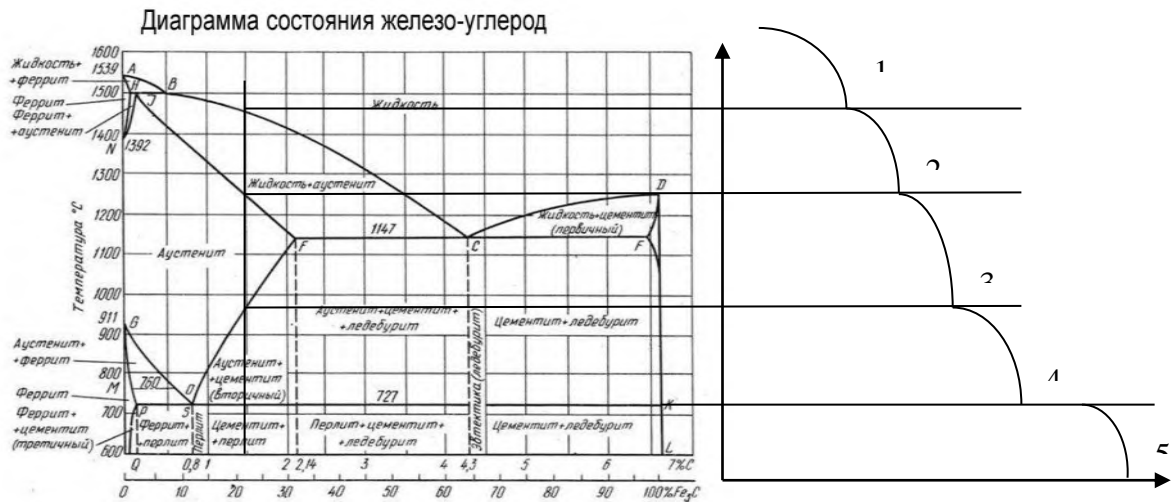 Диаграмма состояния железо-углерод
1600
1539
1500
1400
1392
1300
1200
1100
1000
911
900
800
760
700
600
Температура °С
Жидкость+
+феррит
Феррит
Феррит+
+аустенит
Аустенит+
+феррит
Феррит
Феррит+
+цементит
(третичный)
A
H
J
B
N
D
F
1147
C
F
G
M
O
P
S
727
K
L
Жидкость
Жидкость+аустенит
Жидкость+цементит
(первичный)
Аустенит
Аустенит+цементит+
+ледебурит
Цементит+ледебурит
Аустенит+
+цементит
(вторичный)
Эвтектика(ледебурит)
Феррит+
+перлит
Перлит
Цементит+
+перлит
Перлит+цементит+
+ледебурит
Цементит+ледебурит
Q 0,8 1 2 2,14 3 4 4,3 5 6 7%C
0 10 20 30 40 50 60 70 80 90 100%Fe3C
1
2
3
4
5